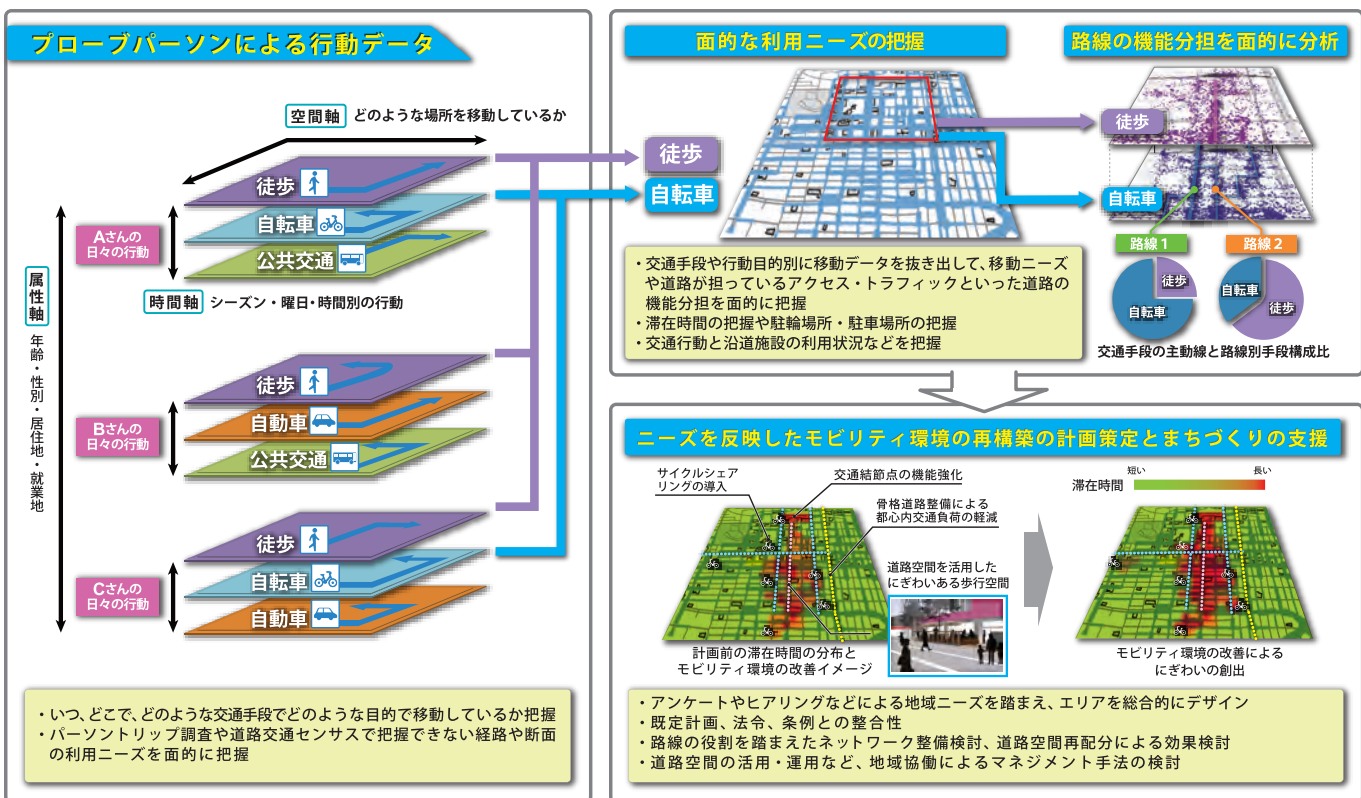 プローブパーソンによる行動データ
空間軸 どのような場所を移動しているか
徒歩
自転車
公共交通
Aさんの
日々の行動
時間軸 シーズン・曜日・時間別の行動
属性軸 年齢・性別・居住地・就業地
徒歩
自動車
公共交通
Bさんの
日々の行動
徒歩
自転車
自動車
Cさんの
日々の行動
・いつ、どこで、どのような交通手段でどのような目的で移動しているか把握
・パーソントリップ調査や道路交通センサスで把握できない経路や断面
の利用ニーズを面的に把握
徒歩
自転車
面的な利用ニーズの把握
・交通手段や行動目的別に移動データを抜き出して、移動ニーズ
や道路が担っているアクセス・トラフィックといった道路の
機能分担を面的に把握
・滞在時間の把握や駐輪場所・駐車場所の把握
・交通行動と沿道施設の利用状況などを把握
路線の機能分担を面的に分析
徒歩
自転車
路線1
路線2
徒歩
自転車
自転車
徒歩
交通手段の主動線と路線別手段構成比
ニーズを反映したモビリティ環境の再構築の計画策定とまちづくりの支援
サイクルシェア
リングの導入
交通結節点の機能強化
骨格道路整備による
都心内交通負荷の軽減
道路空間を活用した
にぎわいある歩行空間
計画前の滞在時間の分布と
モビリティ環境の改善イメージ
短い 長い
滞在時間
モビリティ環境の改善による
にぎわいの創出
・アンケートやヒアリングなどによる地域ニーズを踏まえ、エリアを総合的にデザイン
・既定計画、法令、条例との整合性
・路線の役割を踏まえたネットワーク整備検討、道路空間再配分による効果検討
・道路空間の活用・運用など、地域協働によるマネジメント手法の検討